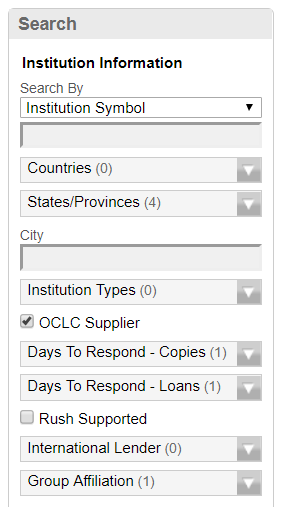 Search
Institution Information
Search By
Institution Symbol
Countries (0)
States/Provinces (4)
City
Institution Types (0)
OCLC Supplier
Days To Respond - Copies (1)
Days To Respond - Loans (1)
Rush Supported
International Lender (0)
Group Affiliation (1)